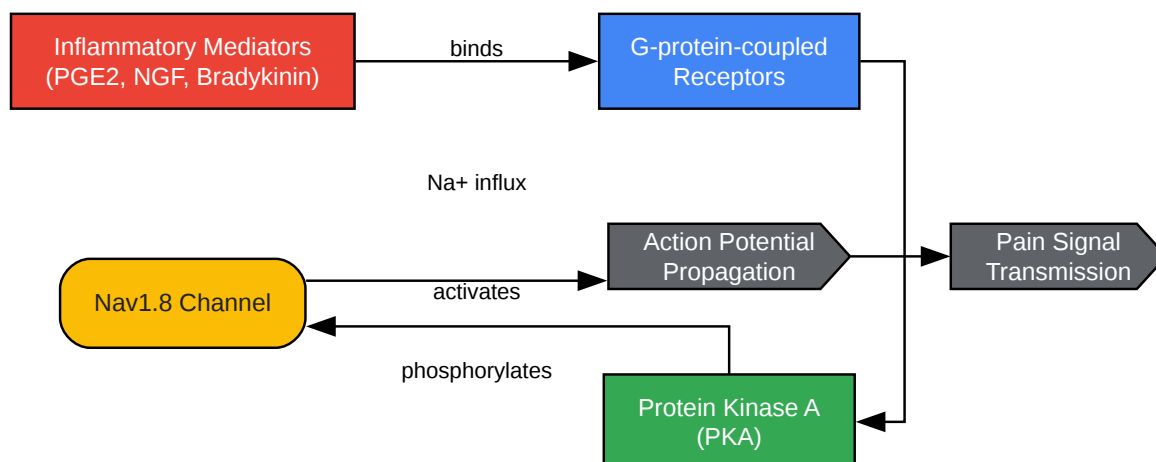 Inflammatory Mediators
(PGE2, NGF, Bradykinin)
binds
G-protein-coupled
Receptors
Na+ influx
Action Potential
Propagation
Pain Signal
Transmission
Nav1.8 Channel
activates
phosphorylates
Protein Kinase A
(PKA)